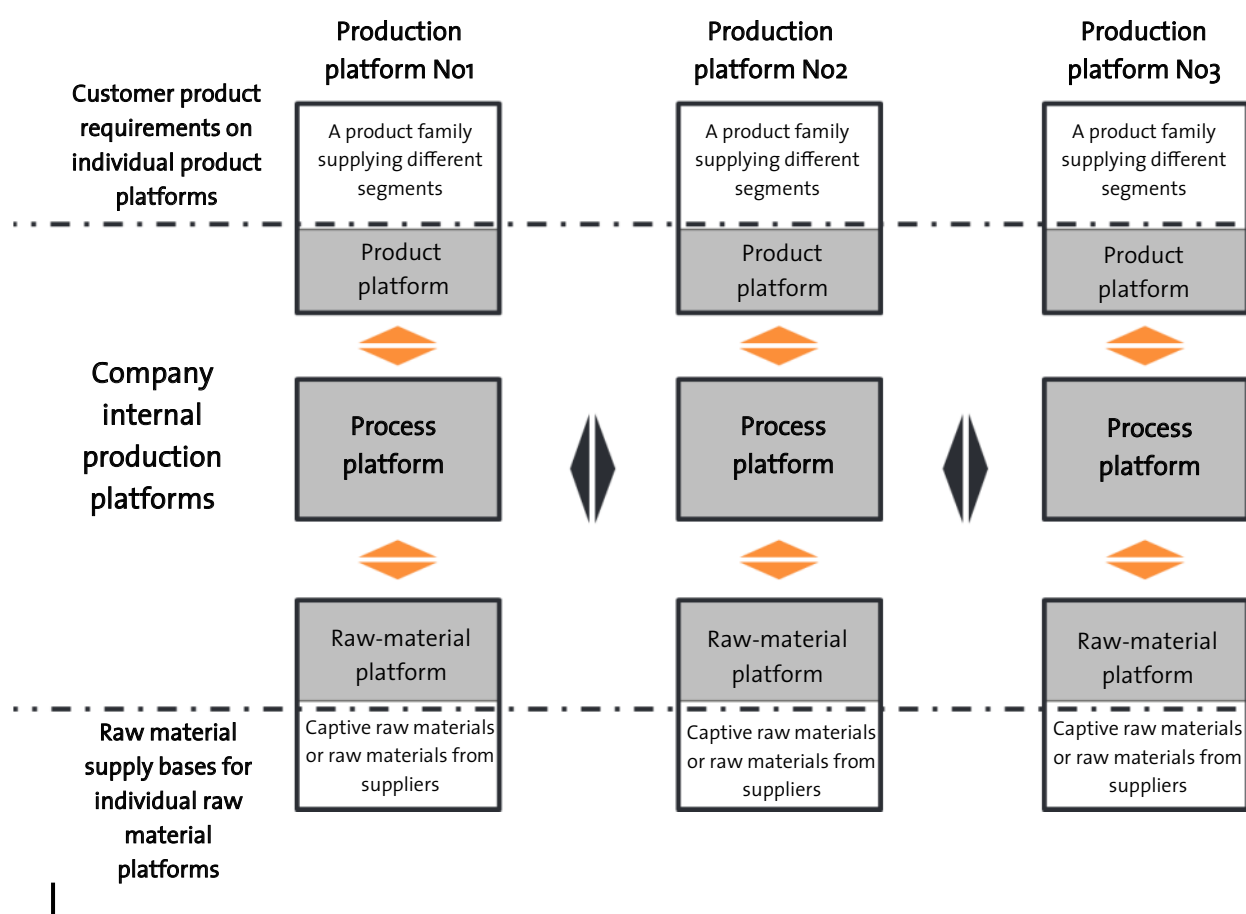 Production
platform No1
Production
platform No2
Production
platform No3
Customer product
requirements on
individual product
platforms
A product family
supplying different
segments
A product family
supplying different
segments
A product family
supplying different
segments
Product
platform
Product
platform
Product
platform
Company
internal
production
platforms
Process
platform
Process
platform
Process
platform
Raw-material
platform
Raw-material
platform
Raw-material
platform
Raw material
supply bases for
individual raw
material
platforms
Captive raw materials
or raw materials from
suppliers
Captive raw materials
or raw materials from
suppliers
Captive raw materials
or raw materials from
suppliers